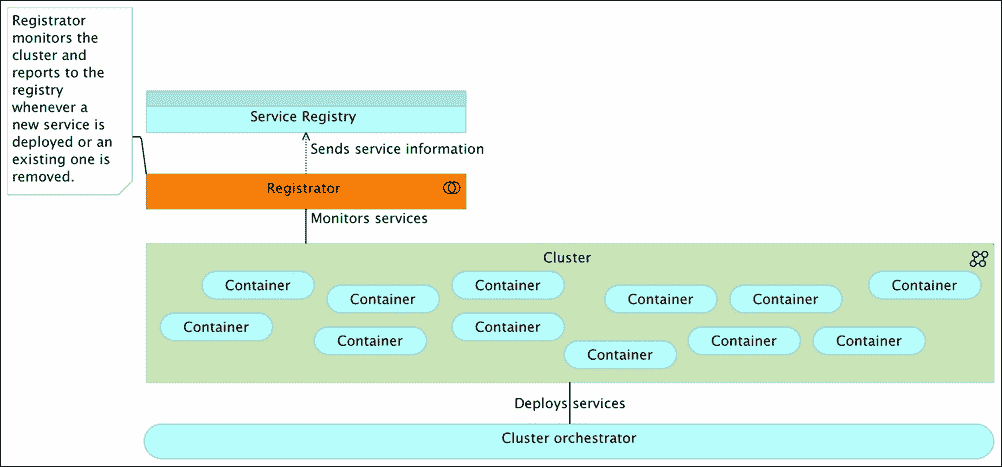 Registrator
monitors the
cluster and
reports to the
registry
whenever a
new service is
deployed or an
existing one is
removed.
Service Registry
Sends service information
Registrator
Monitors services
Cluster
Container
Container
Container
Container
Container
Container
Container
Container
Container
Container
Container
Container
Deploys services
Cluster orchestrator